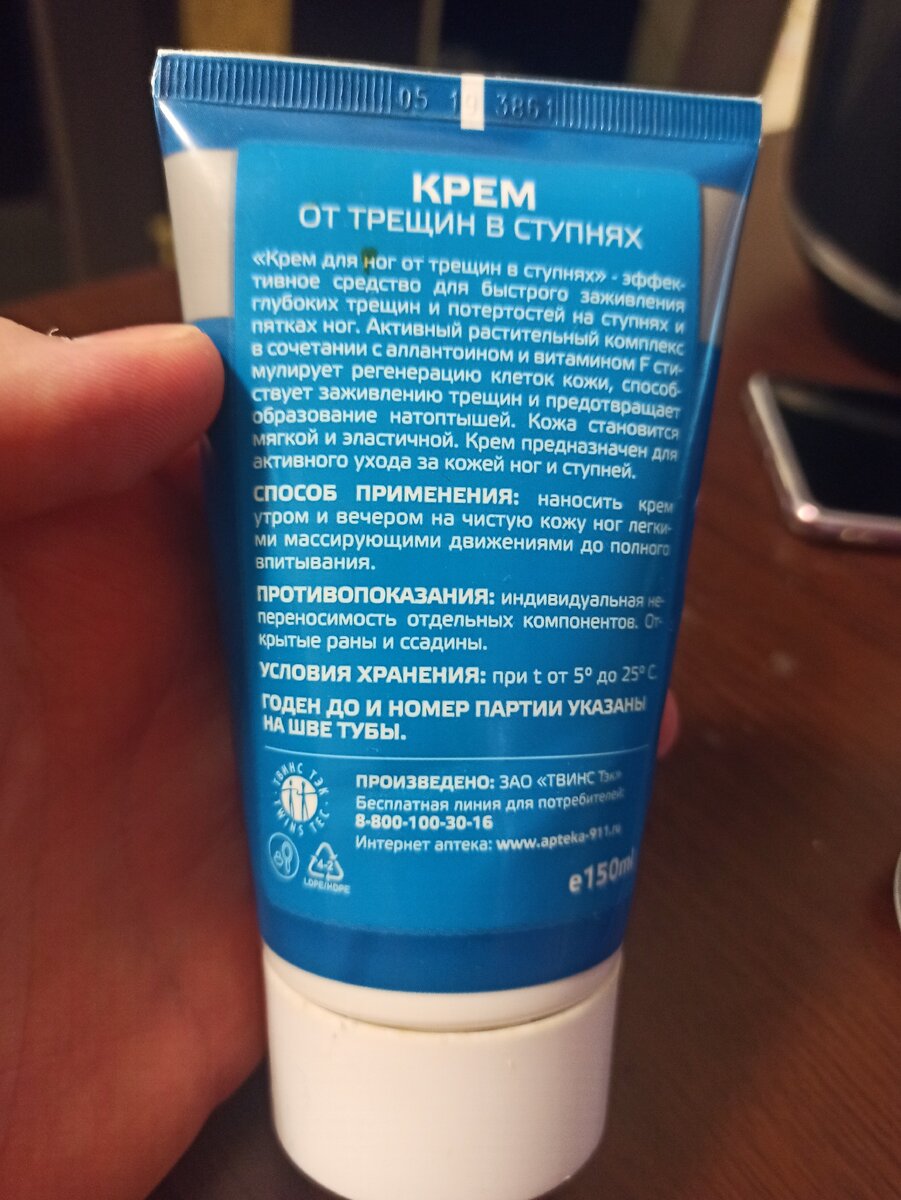 05 19 3861
КРЕМ
ОТ ТРЕЩИН В СТУПНЯХ
«Крем для ног от трещин в ступнях» - эффек-
тивное средство для быстрого заживления
глубоких трещин и потертостей на ступнях и
пятках ног. Активный растительный комплекс
в сочетании с аллантоином и витамином F сти-
мулирует регенерацию клеток кожи, способ-
ствует заживлению трещин и предотвращает
образование натоптышей. Кожа становится
мягкой и эластичной. Крем предназначен для
активного ухода за кожей ног и ступней.
СПОСОБ ПРИМЕНЕНИЯ: наносить крем
утром и вечером на чистую кожу ног легки-
ми массирующими движениями до полного
впитывания.
ПРОТИВОПОКАЗАНИЯ: индивидуальная не-
переносимость отдельных компонентов. От-
крытые раны и ссадины.
УСЛОВИЯ ХРАНЕНИЯ: при t от 5° до 25° С
ГОДЕН ДО И НОМЕР ПАРТИИ УКАЗАНЫ
НА ШВЕ ТУБЫ.
ТВИНС ТЭК
TWINS TEC
ПРОИЗВЕДЕНО: ЗАО «ТВИНС Тэк»
Бесплатная линия для потребителей:
8-800-100-30-16
Интернет аптека: www.apteka-911.ru
4-2
LDPE/HDPE
e150ml